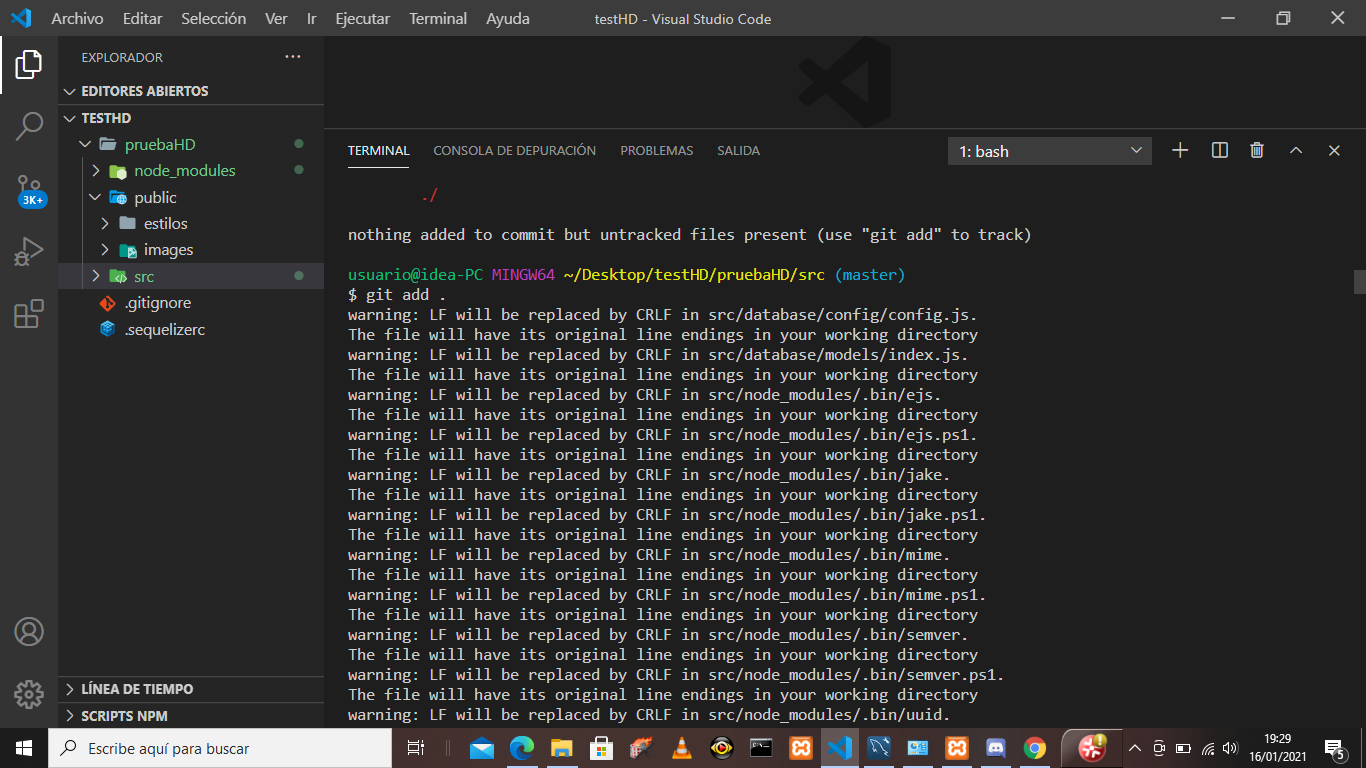 Archivo Editar Selección Ver Ir Ejecutar Terminal Ayuda testHD - Visual Studio Code
EXPLORADOR ...
EDITORES ABIERTOS
TESTHD
pruebaHD
node_modules
public
estilos
images
src
.gitignore
.sequelizerc
LÍNEA DE TIEMPO
SCRIPTS NPM
3K+
TERMINAL CONSOLA DE DEPURACIÓN PROBLEMAS SALIDA 1: bash
./
nothing added to commit but untracked files present (use "git add" to track)
usuario@idea-PC MINGW64 ~/Desktop/testHD/pruebaHD/src (master)
$ git add .
warning: LF will be replaced by CRLF in src/database/config/config.js.
The file will have its original line endings in your working directory
warning: LF will be replaced by CRLF in src/database/models/index.js.
The file will have its original line endings in your working directory
warning: LF will be replaced by CRLF in src/node_modules/.bin/ejs.
The file will have its original line endings in your working directory
warning: LF will be replaced by CRLF in src/node_modules/.bin/ejs.ps1.
The file will have its original line endings in your working directory
warning: LF will be replaced by CRLF in src/node_modules/.bin/jake.
The file will have its original line endings in your working directory
warning: LF will be replaced by CRLF in src/node_modules/.bin/jake.ps1.
The file will have its original line endings in your working directory
warning: LF will be replaced by CRLF in src/node_modules/.bin/mime.
The file will have its original line endings in your working directory
warning: LF will be replaced by CRLF in src/node_modules/.bin/mime.ps1.
The file will have its original line endings in your working directory
warning: LF will be replaced by CRLF in src/node_modules/.bin/semver.
The file will have its original line endings in your working directory
warning: LF will be replaced by CRLF in src/node_modules/.bin/semver.ps1.
The file will have its original line endings in your working directory
warning: LF will be replaced by CRLF in src/node_modules/.bin/uuid.
Escribe aquí para buscar
19:29
16/01/2021
5